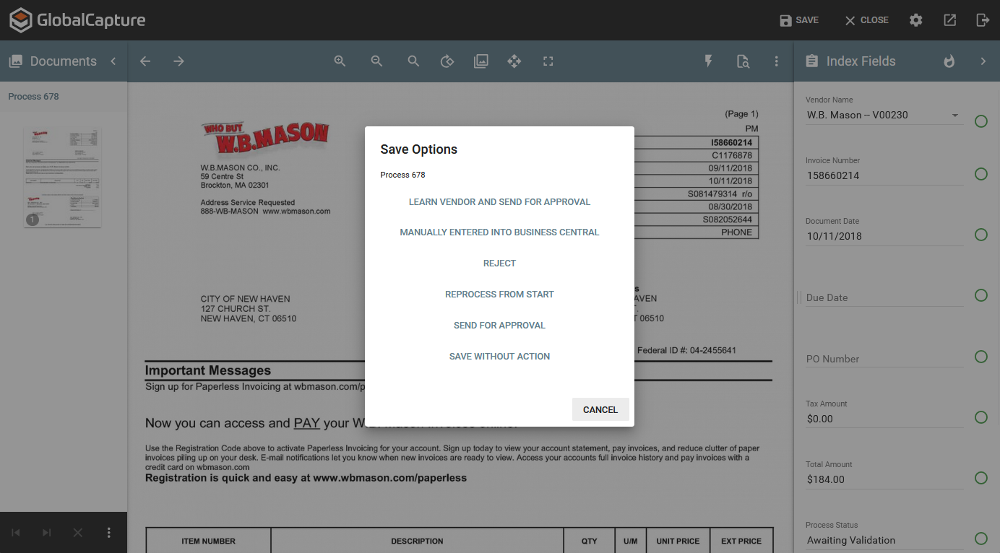 GlobalCapture
SAVE
CLOSE
Documents
Index Fields
Process 678
1
WHO BUT
W.B.MASON
W.B.MASON CO., INC.
59 Centre St
Brockton, MA 02301
Address Service Requested
888-WB-MASON www.wbmason.com
(Page 1)
PM
I58660214
C1176878
09/11/2018
10/11/2018
S081479314 r/o
08/30/2018
S082052644
PHONE
CITY OF NEW HAVEN
127 CHURCH ST.
NEW HAVEN, CT 06510
s
AVEN
T.
T 06510
Federal ID #: 04-2455641
Important Messages
Sign up for Paperless Invoicing at wbmason.com/p
Now you can access and PAY your W.B. Mason invoices online!
Use the Registration Code above to activate Paperless Invoicing for your account. Sign up today to view your account statement, pay invoices, and reduce clutter of paper
invoices piling up on your desk. E-mail notifications let you know when new invoices are ready to view. Access your accounts full invoice history and pay invoices with a
credit card on wbmason.com
Registration is quick and easy at www.wbmason.com/paperless
ITEM NUMBER
DESCRIPTION
QTY
U/M
UNIT PRICE
EXT PRICE
Save Options
Process 678
LEARN VENDOR AND SEND FOR APPROVAL
MANUALLY ENTERED INTO BUSINESS CENTRAL
REJECT
REPROCESS FROM START
SEND FOR APPROVAL
SAVE WITHOUT ACTION
CANCEL
Vendor Name
W.B. Mason -- V00230
Invoice Number
158660214
Document Date
10/11/2018
Due Date
PO Number
Tax Amount
$0.00
Total Amount
$184.00
Process Status
Awaiting Validation